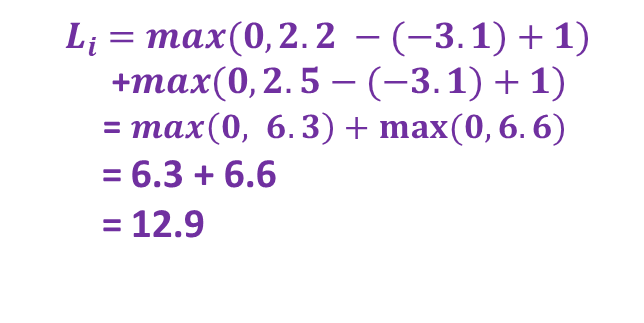 Lᵢ = max(0, 2.2 − (−3.1) + 1)
+max(0, 2.5 − (−3.1) + 1)
= max(0, 6.3) + max(0, 6.6)
= 6.3 + 6.6
= 12.9